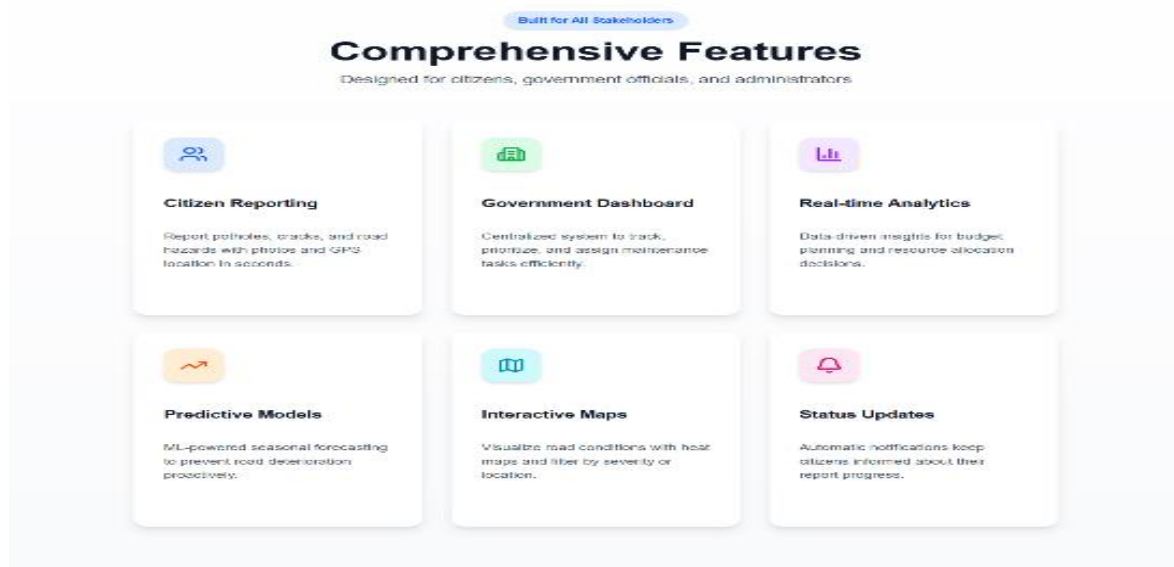 Built for All Stakeholders
Comprehensive Features
Designed for citizens, government officials, and administrators
Citizen Reporting
Report potholes, cracks, and road
hazards with photos and GPS
location in seconds.
Government Dashboard
Centralized system to track,
prioritize, and assign maintenance
tasks efficiently.
Real-time Analytics
Data-driven insights for budget
planning and resource allocation
decisions.
Predictive Models
ML-powered seasonal forecasting
to prevent road deterioration
proactively.
Interactive Maps
Visualize road conditions with heat
maps and filter by severity or
location.
Status Updates
Automatic notifications keep
citizens informed about their
report progress.